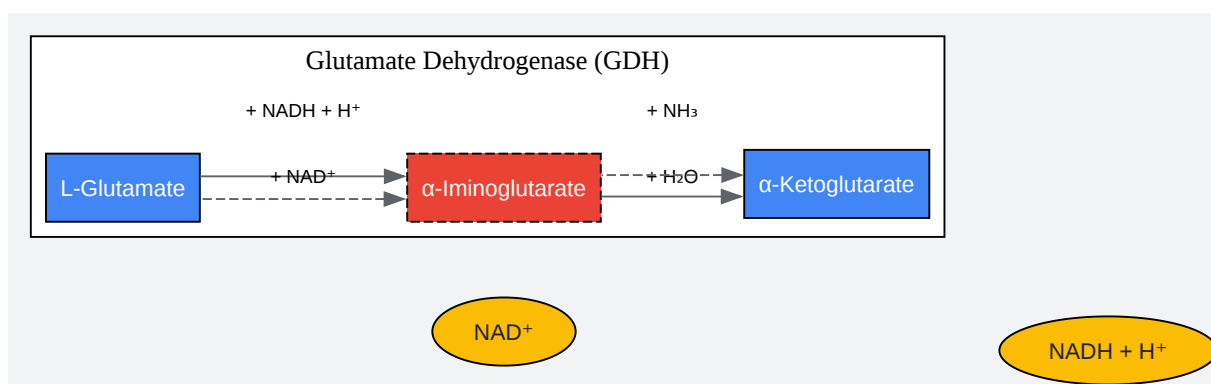 Glutamate Dehydrogenase (GDH)
+ NADH + H⁺
+ NH₃
L-Glutamate
+ NAD⁺
α-Iminoglutarate
+ H₂O
α-Ketoglutarate
NAD⁺
NADH + H⁺